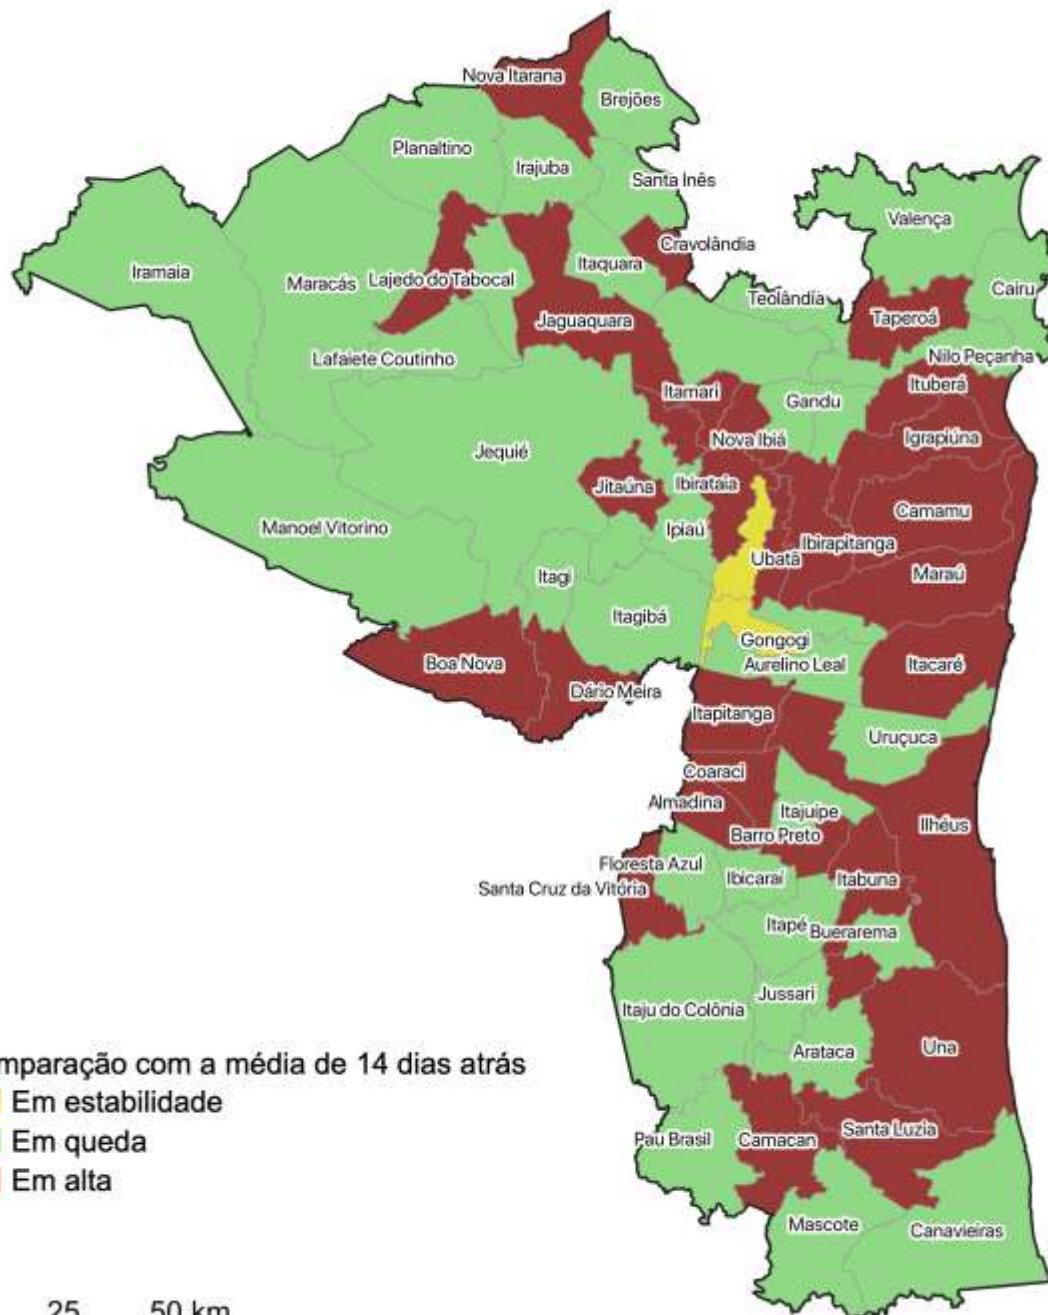 Nova Itarana
Brejões
Planaltino
Irajuba
Santa Inês
Valença
Cravolândia
Itaquara
Iramaia
Maracás
Lajedo do Tabocal
Teolândia
Cairu
Taperoá
Jaguaquara
Lafaiete Coutinho
Nilo Peçanha
Ituberá
Itamari
Gandu
Nova Ibiá
Igrapiúna
Jequié
Jitaúna
Ibirataia
Camamu
Manoel Vitorino
Ipiaú
Ibirapitanga
Ubatã
Maraú
Itagi
Itagibá
Gongogi
Boa Nova
Aurelino Leal
Itacaré
Dário Meira
Itapitanga
Uruçuca
Coaraci
Almadina
Itajuípe
Ilhéus
Barro Preto
Floresta Azul
Ibicaraí
Itabuna
Santa Cruz da Vitória
Itapé
Buerarema
Jussari
Itaju do Colônia
Arataca
Una
mparação com a média de 14 dias atrás
Em estabilidade
Em queda
Em alta
Pau Brasil
Camacan
Santa Luzia
Mascote
Canavieiras
25 50 km